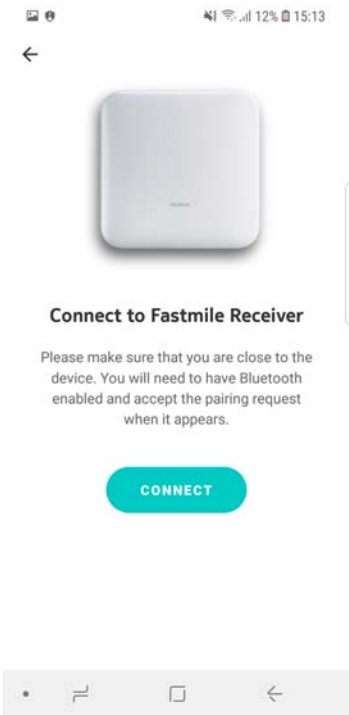 12% 15:13
Connect to Fastmile Receiver
Please make sure that you are close to the
device. You will need to have Bluetooth
enabled and accept the pairing request
when it appears.
CONNECT